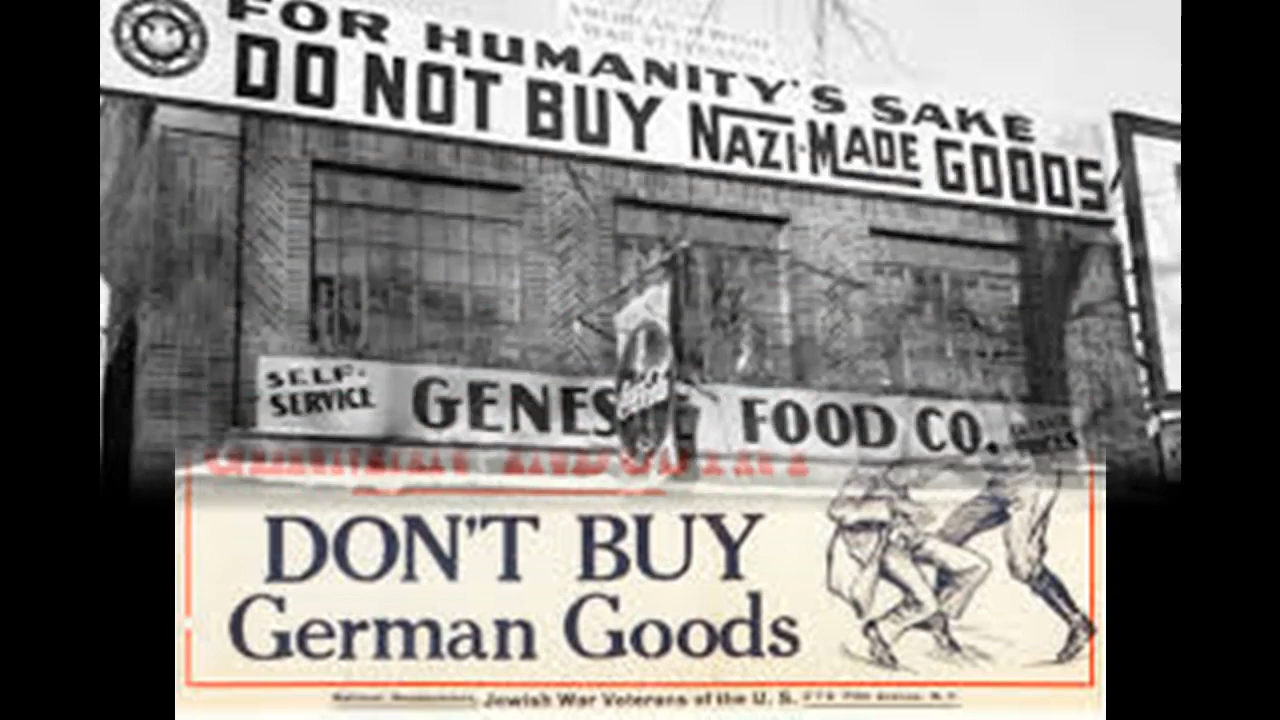 FOR HUMANITY'S SAKE
DO NOT BUY NAZI-MADE GOODS
SELF-
SERVICE
GENES
FOOD CO.
DON'T BUY
German Goods
Jewish War Veterans of the U. S.